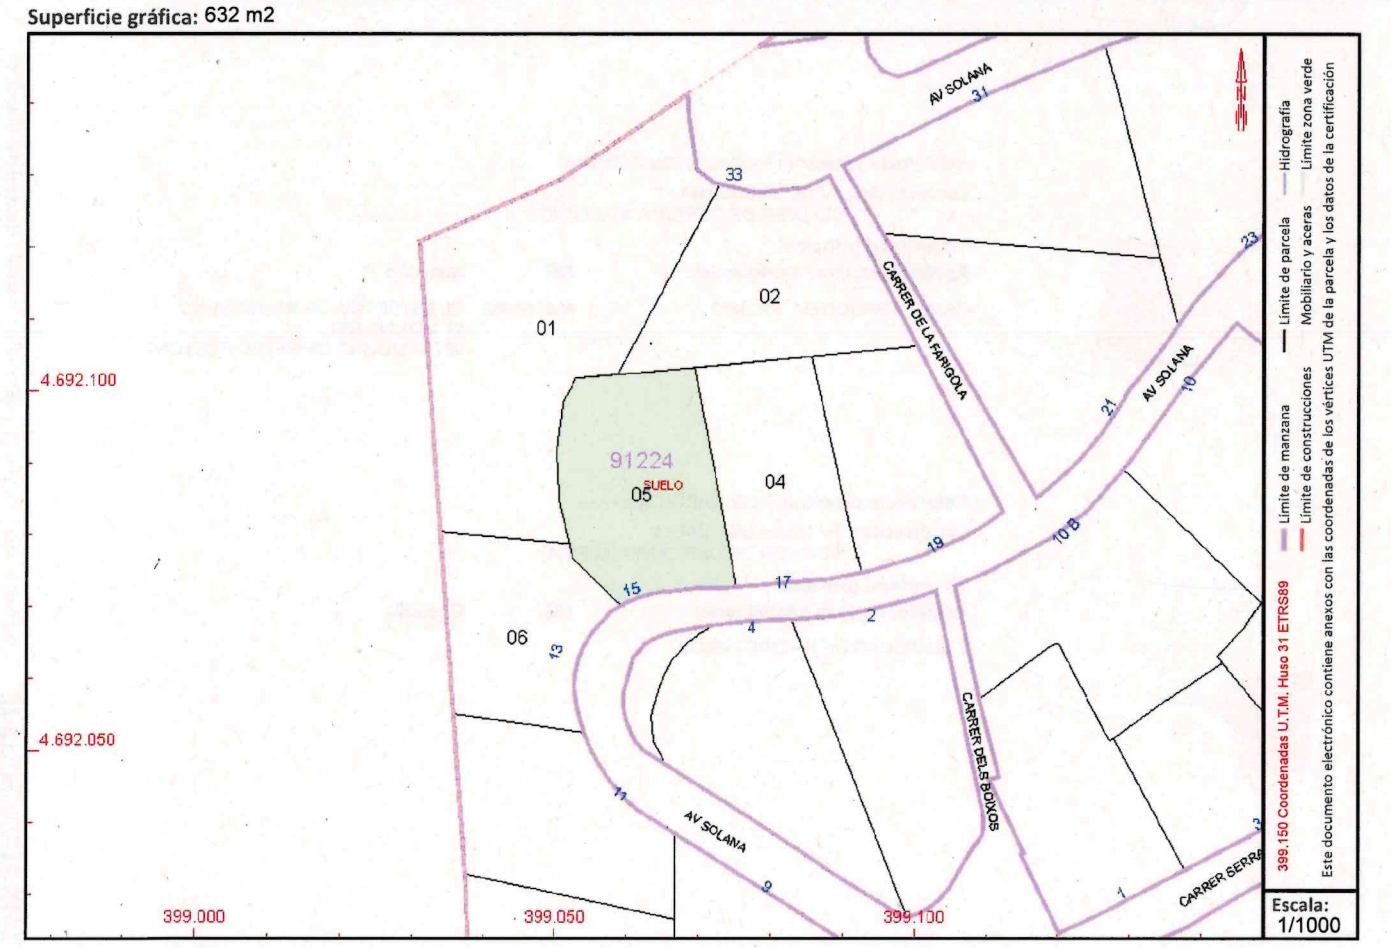 Superficie gráfica: 632 m2
AV SOLANA
31
33
23
CARRER DE LA FARIGOLA
02
01
4.692.100
AV SOLANA
10
21
91224
SUELO
05
04
19
10 B
17
15
2
4
06
13
4.692.050
CARRER DELS BOIXOS
11
AV SOLANA
9
3
1
CARRER SERRA
399.000
399.050
399.100
N
Hidrografía
Límite zona verde
Límite de parcela
Mobiliario y aceras
Límite de manzana
Límite de construcciones
399.150 Coordenadas U.T.M. Huso 31 ETRS89
Este documento electrónico contiene anexos con las coordenadas de los vértices UTM de la parcela y los datos de la certificación
Escala:
1/1000